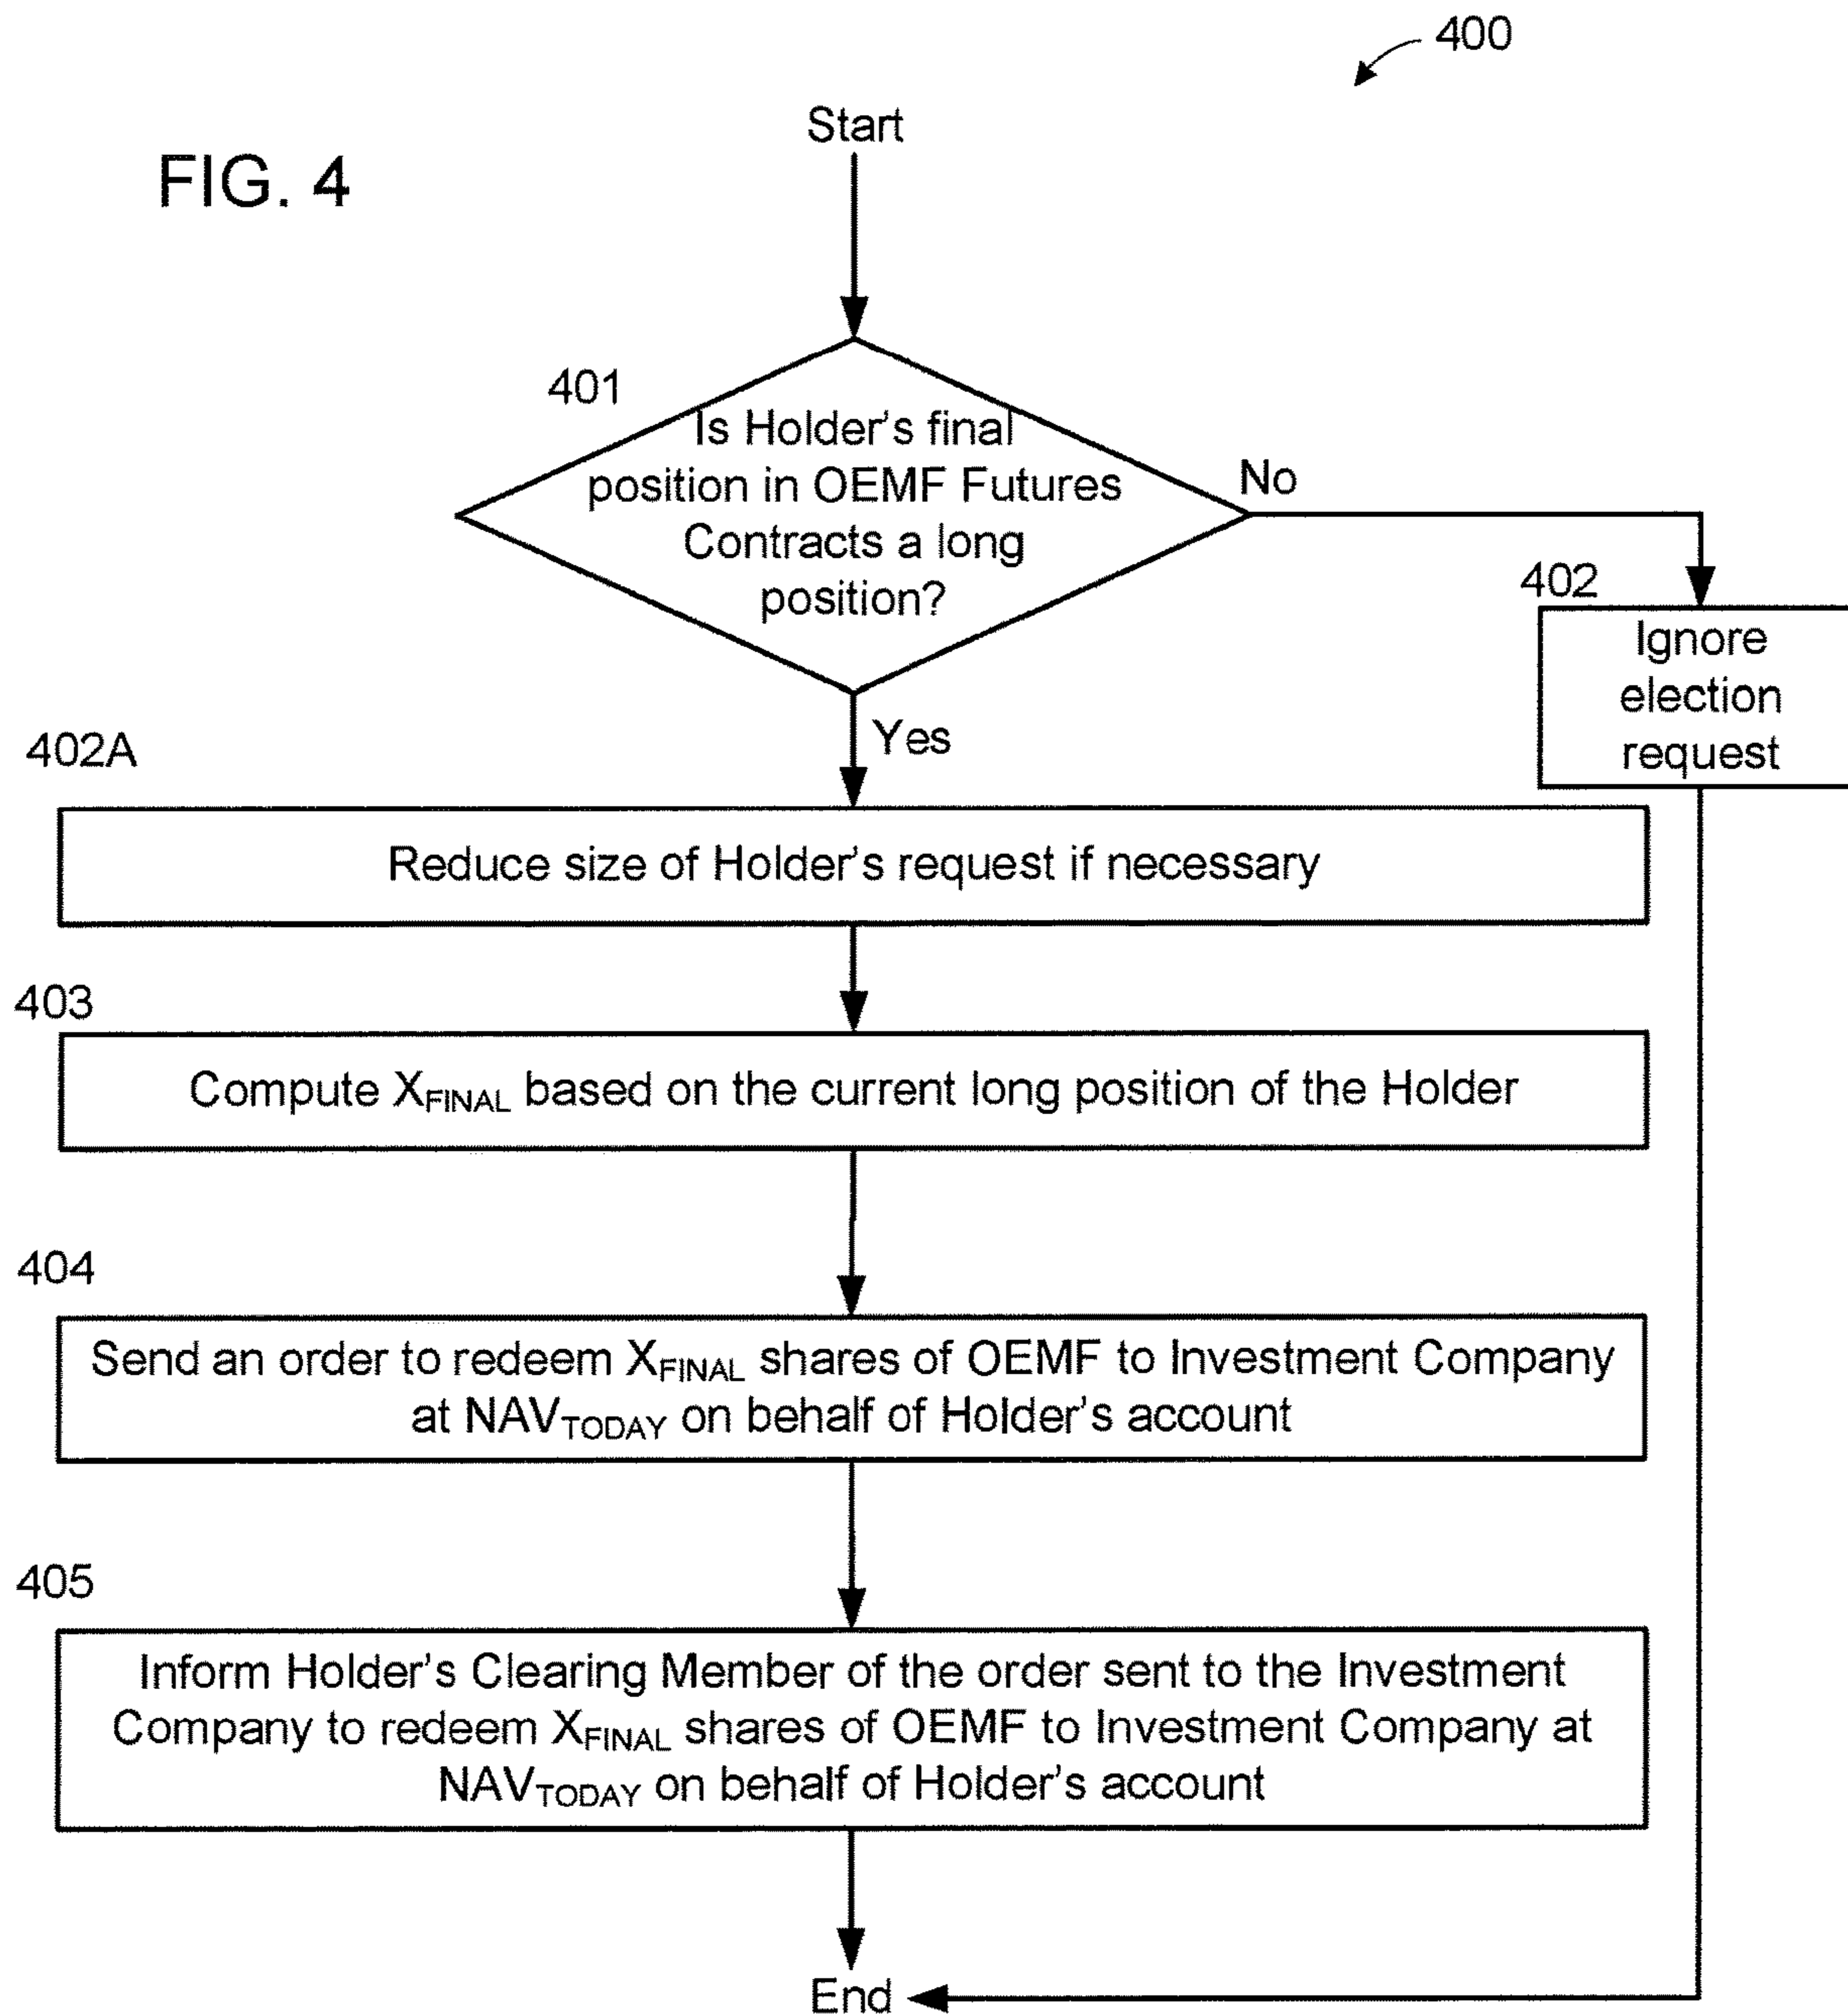 400
Start
FIG. 4
401
Is Holder's final
position in OEMF Futures
Contracts a long
position?
No
402
Ignore
election
request
Yes
402A
Reduce size of Holder's request if necessary
403
Compute XFINAL based on the current long position of the Holder
404
Send an order to redeem XFINAL shares of OEMF to Investment Company
at NAVTODAY on behalf of Holder's account
405
Inform Holder's Clearing Member of the order sent to the Investment
Company to redeem XFINAL shares of OEMF to Investment Company at
NAVTODAY on behalf of Holder's account
End